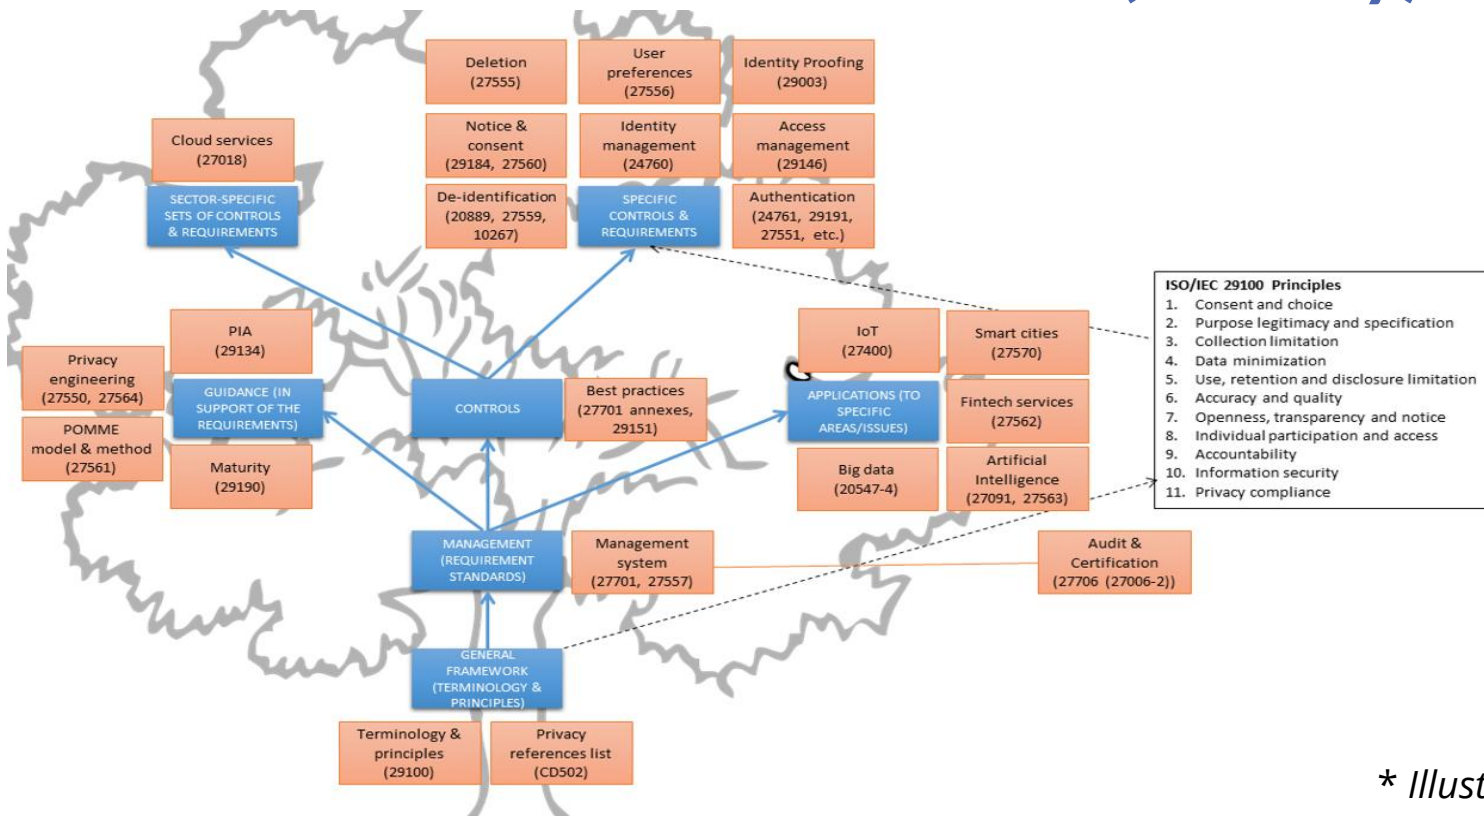 Deletion
(27555)
User
preferences
(27556)
Identity Proofing
(29003)
Cloud services
(27018)
Notice &
consent
(29184, 27560)
Identity
management
(24760)
Access
management
(29146)
SECTOR-SPECIFIC
SETS OF CONTROLS
& REQUIREMENTS
De-identification
(20889, 27559,
10267)
SPECIFIC
CONTROLS &
REQUIREMENTS
Authentication
(24761, 29191,
27551, etc.)
ISO/IEC 29100 Principles
1. Consent and choice
2. Purpose legitimacy and specification
3. Collection limitation
4. Data minimization
5. Use, retention and disclosure limitation
6. Accuracy and quality
7. Openness, transparency and notice
8. Individual participation and access
9. Accountability
10. Information security
11. Privacy compliance
PIA
(29134)
Privacy
engineering
(27550, 27564)
GUIDANCE (IN
SUPPORT OF THE
REQUIREMENTS)
POMME
model & method
(27561)
Maturity
(29190)
CONTROLS
Best practices
(27701 annexes,
29151)
IoT
(27400)
Smart cities
(27570)
APPLICATIONS (TO
SPECIFIC
AREAS/ISSUES)
Fintech services
(27562)
Big data
(20547-4)
Artificial
Intelligence
(27091, 27563)
MANAGEMENT
(REQUIREMENT
STANDARDS)
Management
system
(27701, 27557)
Audit &
Certification
(27706 (27006-2))
GENERAL
FRAMEWORK
(TERMINOLOGY &
PRINCIPLES)
Terminology &
principles
(29100)
Privacy
references list
(CD502)
* Illust